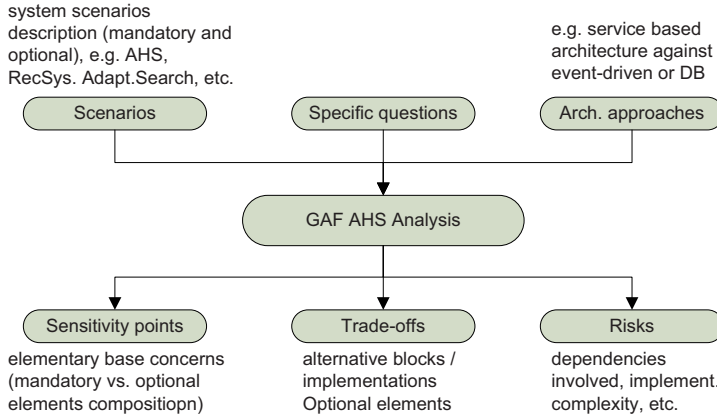 system scenarios
description (mandatory and
optional), e.g. AHS,
RecSys. Adapt.Search, etc.
e.g. service based
architecture against
event-driven or DB
Scenarios
Specific questions
Arch. approaches
GAF AHS Analysis
Sensitivity points
Trade-offs
Risks
elementary base concerns
(mandatory vs. optional
elements compositiopn)
alternative blocks /
implementations
Optional elements
dependencies
involved, implement.
complexity, etc.